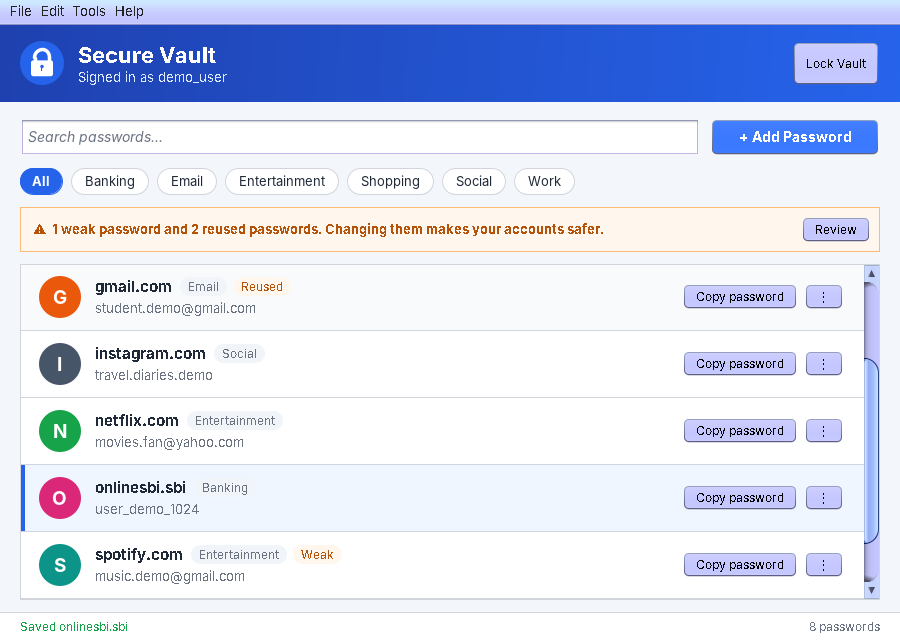 File Edit Tools Help
Secure Vault
Signed in as demo_user
Lock Vault
Search passwords...
+ Add Password
All Banking Email Entertainment Shopping Social Work
⚠ 1 weak password and 2 reused passwords. Changing them makes your accounts safer.
Review
G
gmail.com Email Reused
student.demo@gmail.com
Copy password ⋮
I
instagram.com Social
travel.diaries.demo
Copy password ⋮
N
netflix.com Entertainment
movies.fan@yahoo.com
Copy password ⋮
O
onlinesbi.sbi Banking
user_demo_1024
Copy password ⋮
S
spotify.com Entertainment Weak
music.demo@gmail.com
Copy password ⋮
Saved onlinesbi.sbi
8 passwords